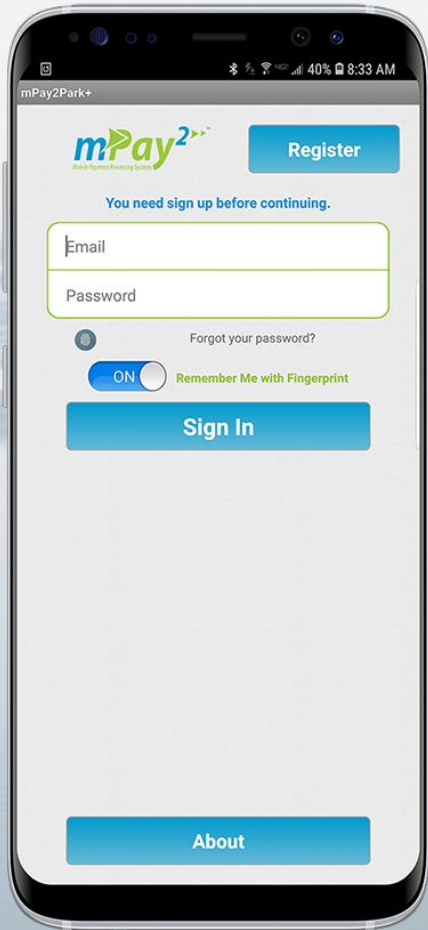 40% 8:33 AM
mPay2Park+
mPay2
Mobile Payment Processing Systems
Register
You need sign up before continuing.
Email
Password
Forgot your password?
ON
Remember Me with Fingerprint
Sign In
About